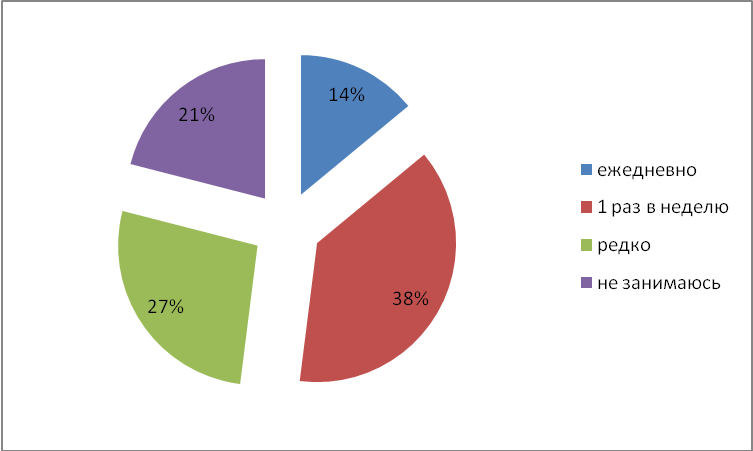 14%
38%
27%
21%
ежедневно
1 раз в неделю
редко
не занимаюсь